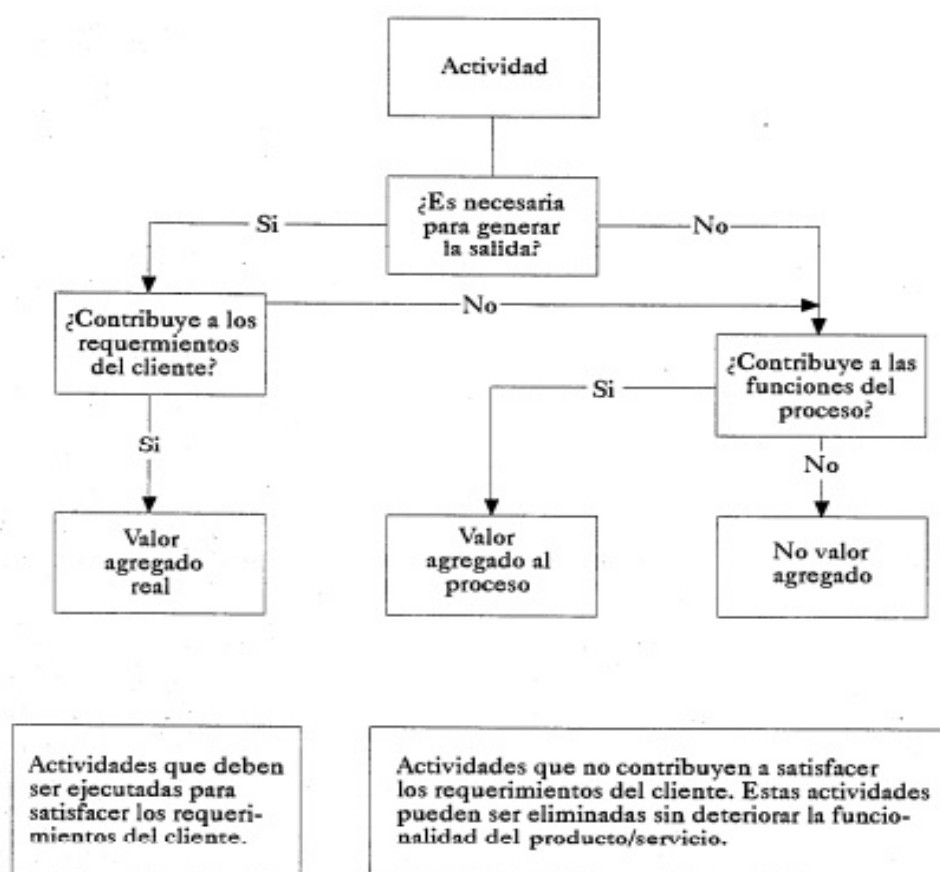 Actividad
¿Es necesaria
para generar
la salida?
Si
No
¿Contribuye a los
requermientos
del cliente?
No
¿Contribuye a las
funciones del
proceso?
Si
Si
No
Valor
agregado
real
Valor
agregado al
proceso
No valor
agregado
Actividades que deben
ser ejecutadas para
satisfacer los requeri-
mientos del cliente.
Actividades que no contribuyen a satisfacer
los requerimientos del cliente. Estas actividades
pueden ser eliminadas sin deteriorar la funcio-
nalidad del producto/servicio.